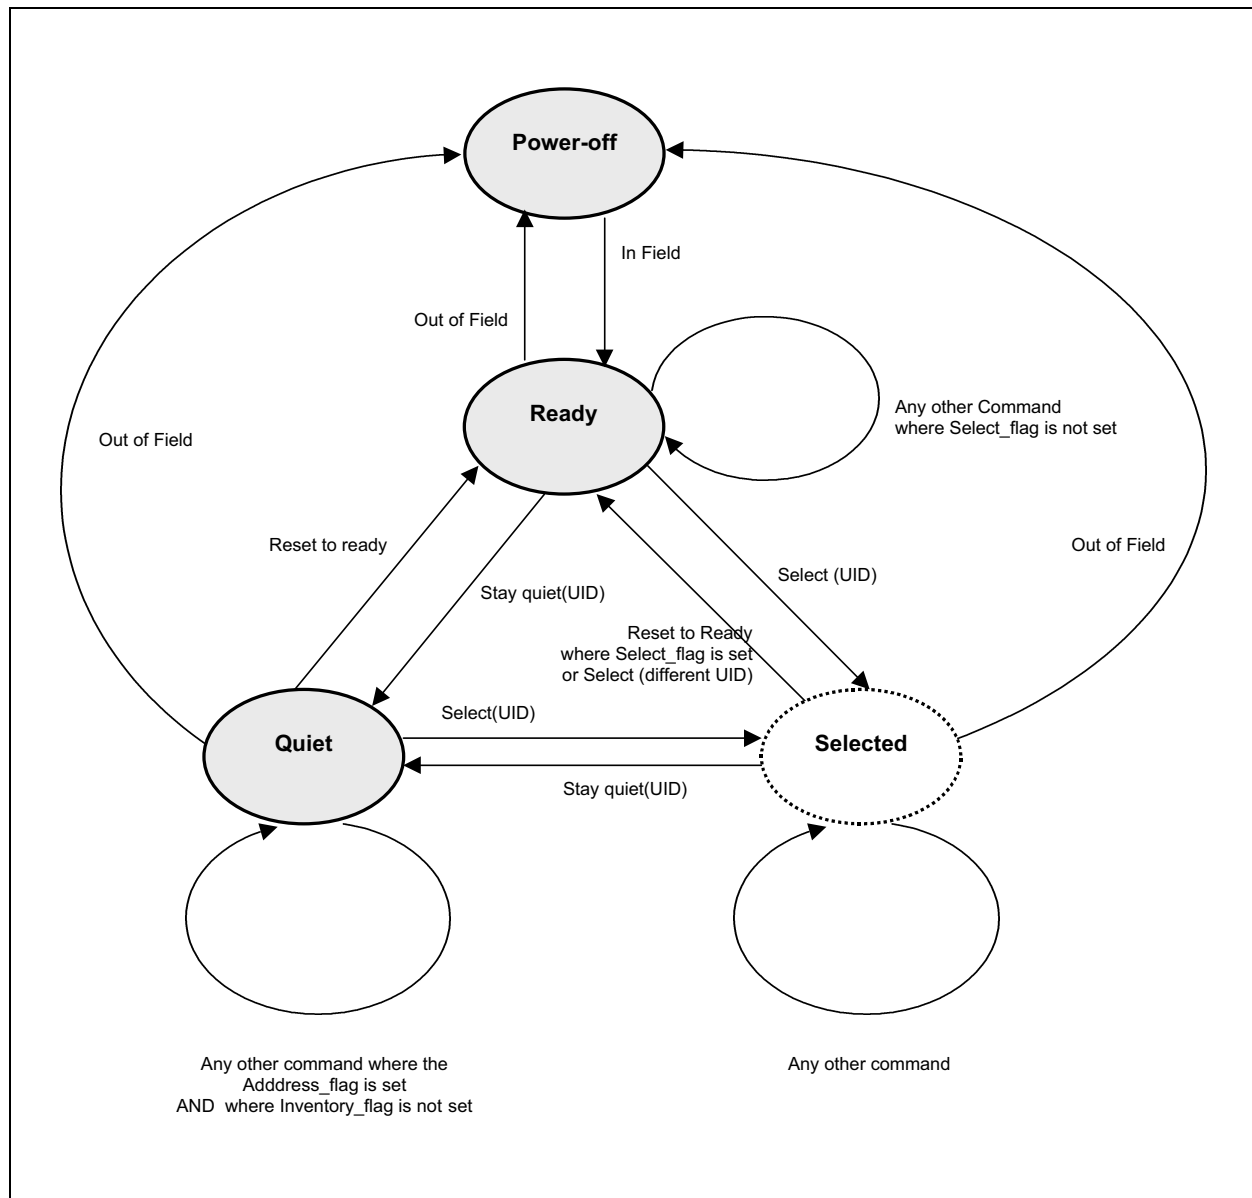 Power-off
In Field
Out of Field
Ready
Any other Command
where Select_flag is not set
Out of Field
Reset to ready
Out of Field
Select (UID)
Stay quiet(UID)
Reset to Ready
where Select_flag is set
or Select (different UID)
Select(UID)
Quiet
Selected
Stay quiet(UID)
Any other command where the
Adddress_flag is set
AND where Inventory_flag is not set
Any other command